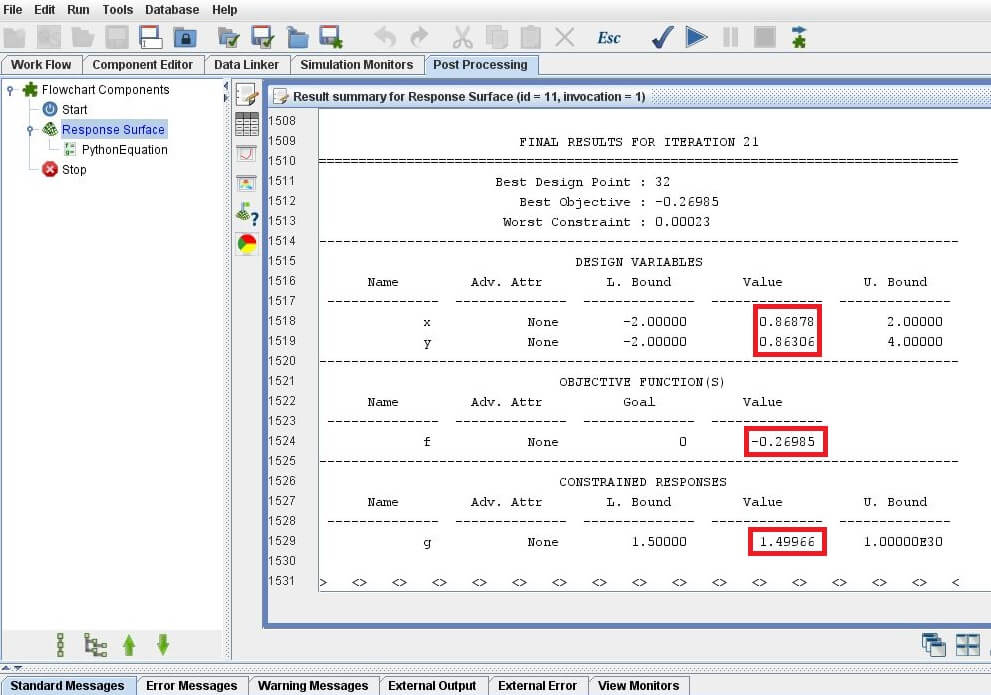 File Edit Run Tools Database Help
Esc
Work Flow Component Editor Data Linker Simulation Monitors Post Processing
Flowchart Components
Start
Response Surface
PythonEquation
Stop
Result summary for Response Surface (id = 11, invocation = 1)
1508
1509 FINAL RESULTS FOR ITERATION 21
1510 ================================================================================
1511 Best Design Point : 32
1512 Best Objective : -0.26985
1513 Worst Constraint : 0.00023
1514 --------------------------------------------------------------------------------
1515 DESIGN VARIABLES
1516 Name Adv. Attr L. Bound Value U. Bound
1517 -------------- -------------- -------------- -------------- --------------
1518 x None -2.00000 0.86878 2.00000
1519 y None -2.00000 0.86306 4.00000
1520 --------------------------------------------------------------------------------
1521 OBJECTIVE FUNCTION(S)
1522 Name Adv. Attr Goal Value
1523 -------------- -------------- -------------- --------------
1524 f None 0 -0.26985
1525 --------------------------------------------------------------------------------
1526 CONSTRAINED RESPONSES
1527 Name Adv. Attr L. Bound Value U. Bound
1528 -------------- -------------- -------------- -------------- --------------
1529 g None 1.50000 1.49966 1.00000E30
1530
1531 > <> <> <> <> <> <> <> <> <> <> <> <> <> <> <> <
Standard Messages Error Messages Warning Messages External Output External Error View Monitors